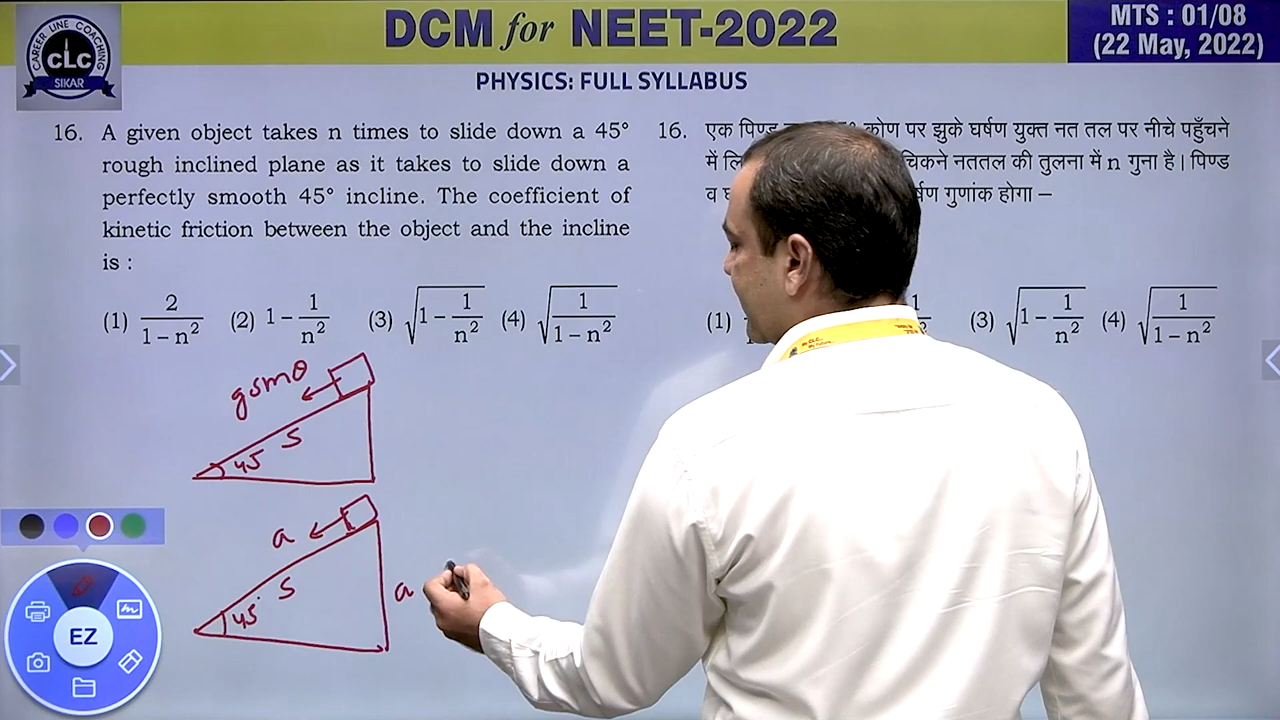 DCM for NEET-2022
MTS : 01/08
(22 May, 2022)
CAREER LINE COACHING
CLC
SIKAR
PHYSICS: FULL SYLLABUS
16. A given object takes n times to slide down a 45°
rough inclined plane as it takes to slide down a
perfectly smooth 45° incline. The coefficient of
kinetic friction between the object and the incline
is :
(1) 2/(1 – n²) (2) 1 – 1/n² (3) √(1 – 1/n²) (4) √(1/(1 – n²))
16. एक पिण्ड कोण पर झुके घर्षण युक्त नत तल पर नीचे पहुँचने
में चिकने नततल की तुलना में n गुना है। पिण्ड
व गुणांक होगा –
(1) (3) √(1 – 1/n²) (4) √(1/(1 – n²))
g sinθ
s
45
a
s
45°
a
EZ